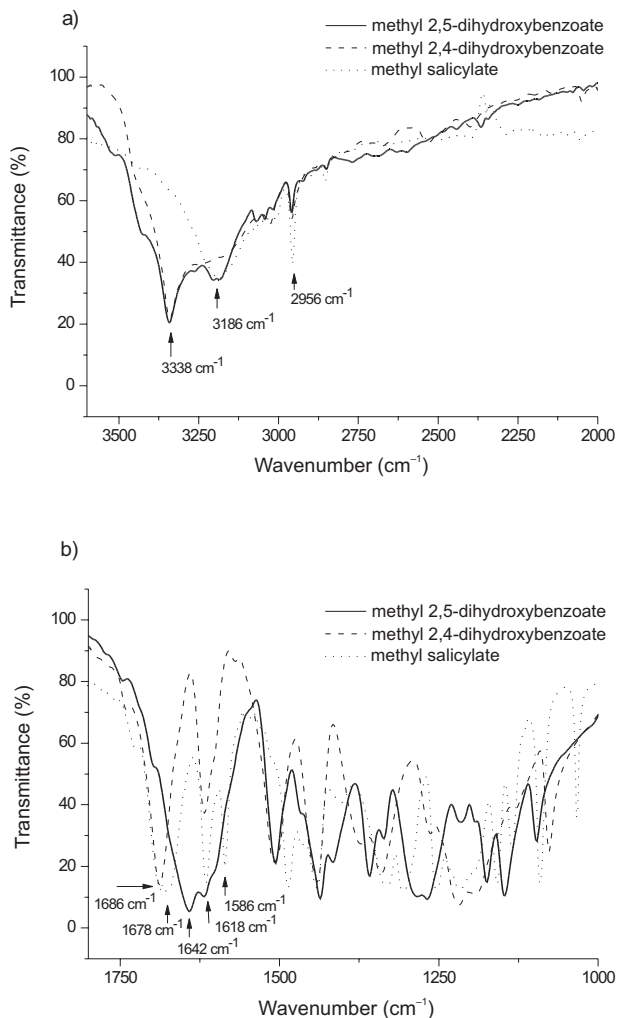 a)
methyl 2,5-dihydroxybenzoate
methyl 2,4-dihydroxybenzoate
methyl salicylate
100
80
60
40
20
0
Transmittance (%)
3338 cm⁻¹
3186 cm⁻¹
2956 cm⁻¹
3500 3250 3000 2750 2500 2250 2000
Wavenumber (cm⁻¹)
b)
methyl 2,5-dihydroxybenzoate
methyl 2,4-dihydroxybenzoate
methyl salicylate
100
80
60
40
20
0
Transmittance (%)
1686 cm⁻¹
1678 cm⁻¹
1642 cm⁻¹
1618 cm⁻¹
1586 cm⁻¹
1750 1500 1250 1000
Wavenumber (cm⁻¹)